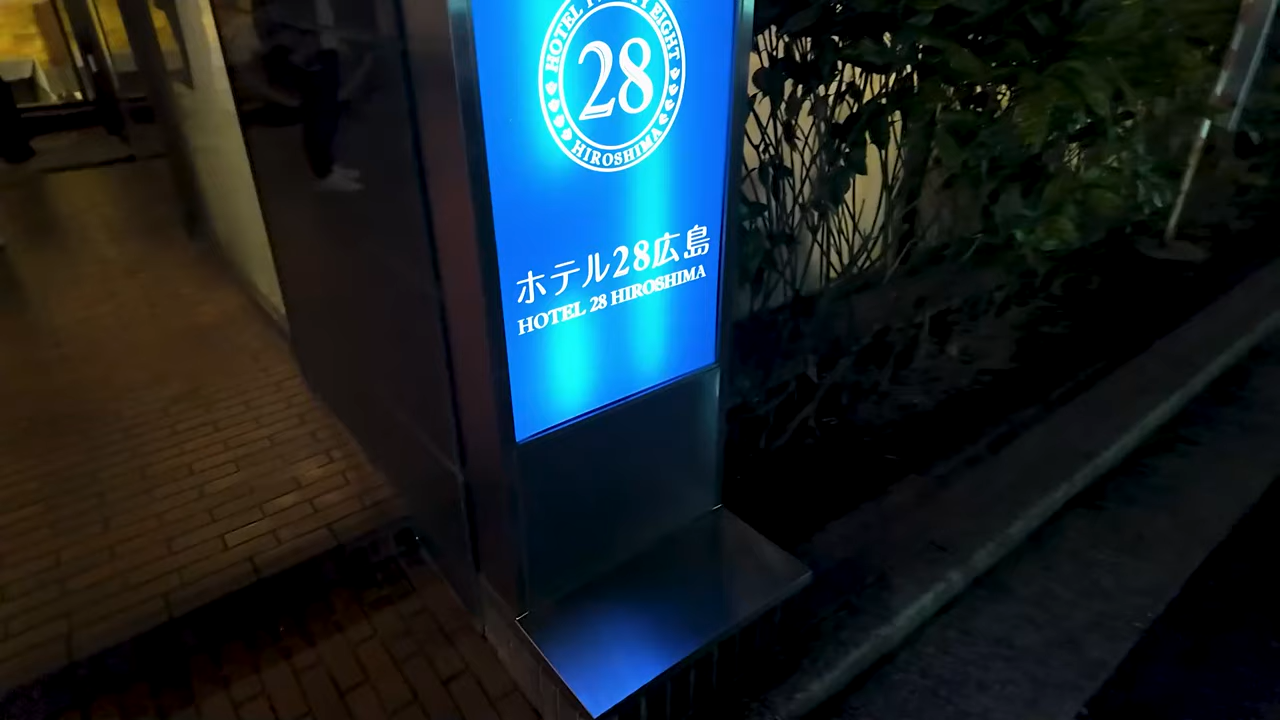 HOTEL TWENTY EIGHT
28
HIROSHIMA
ホテル28広島
HOTEL 28 HIROSHIMA